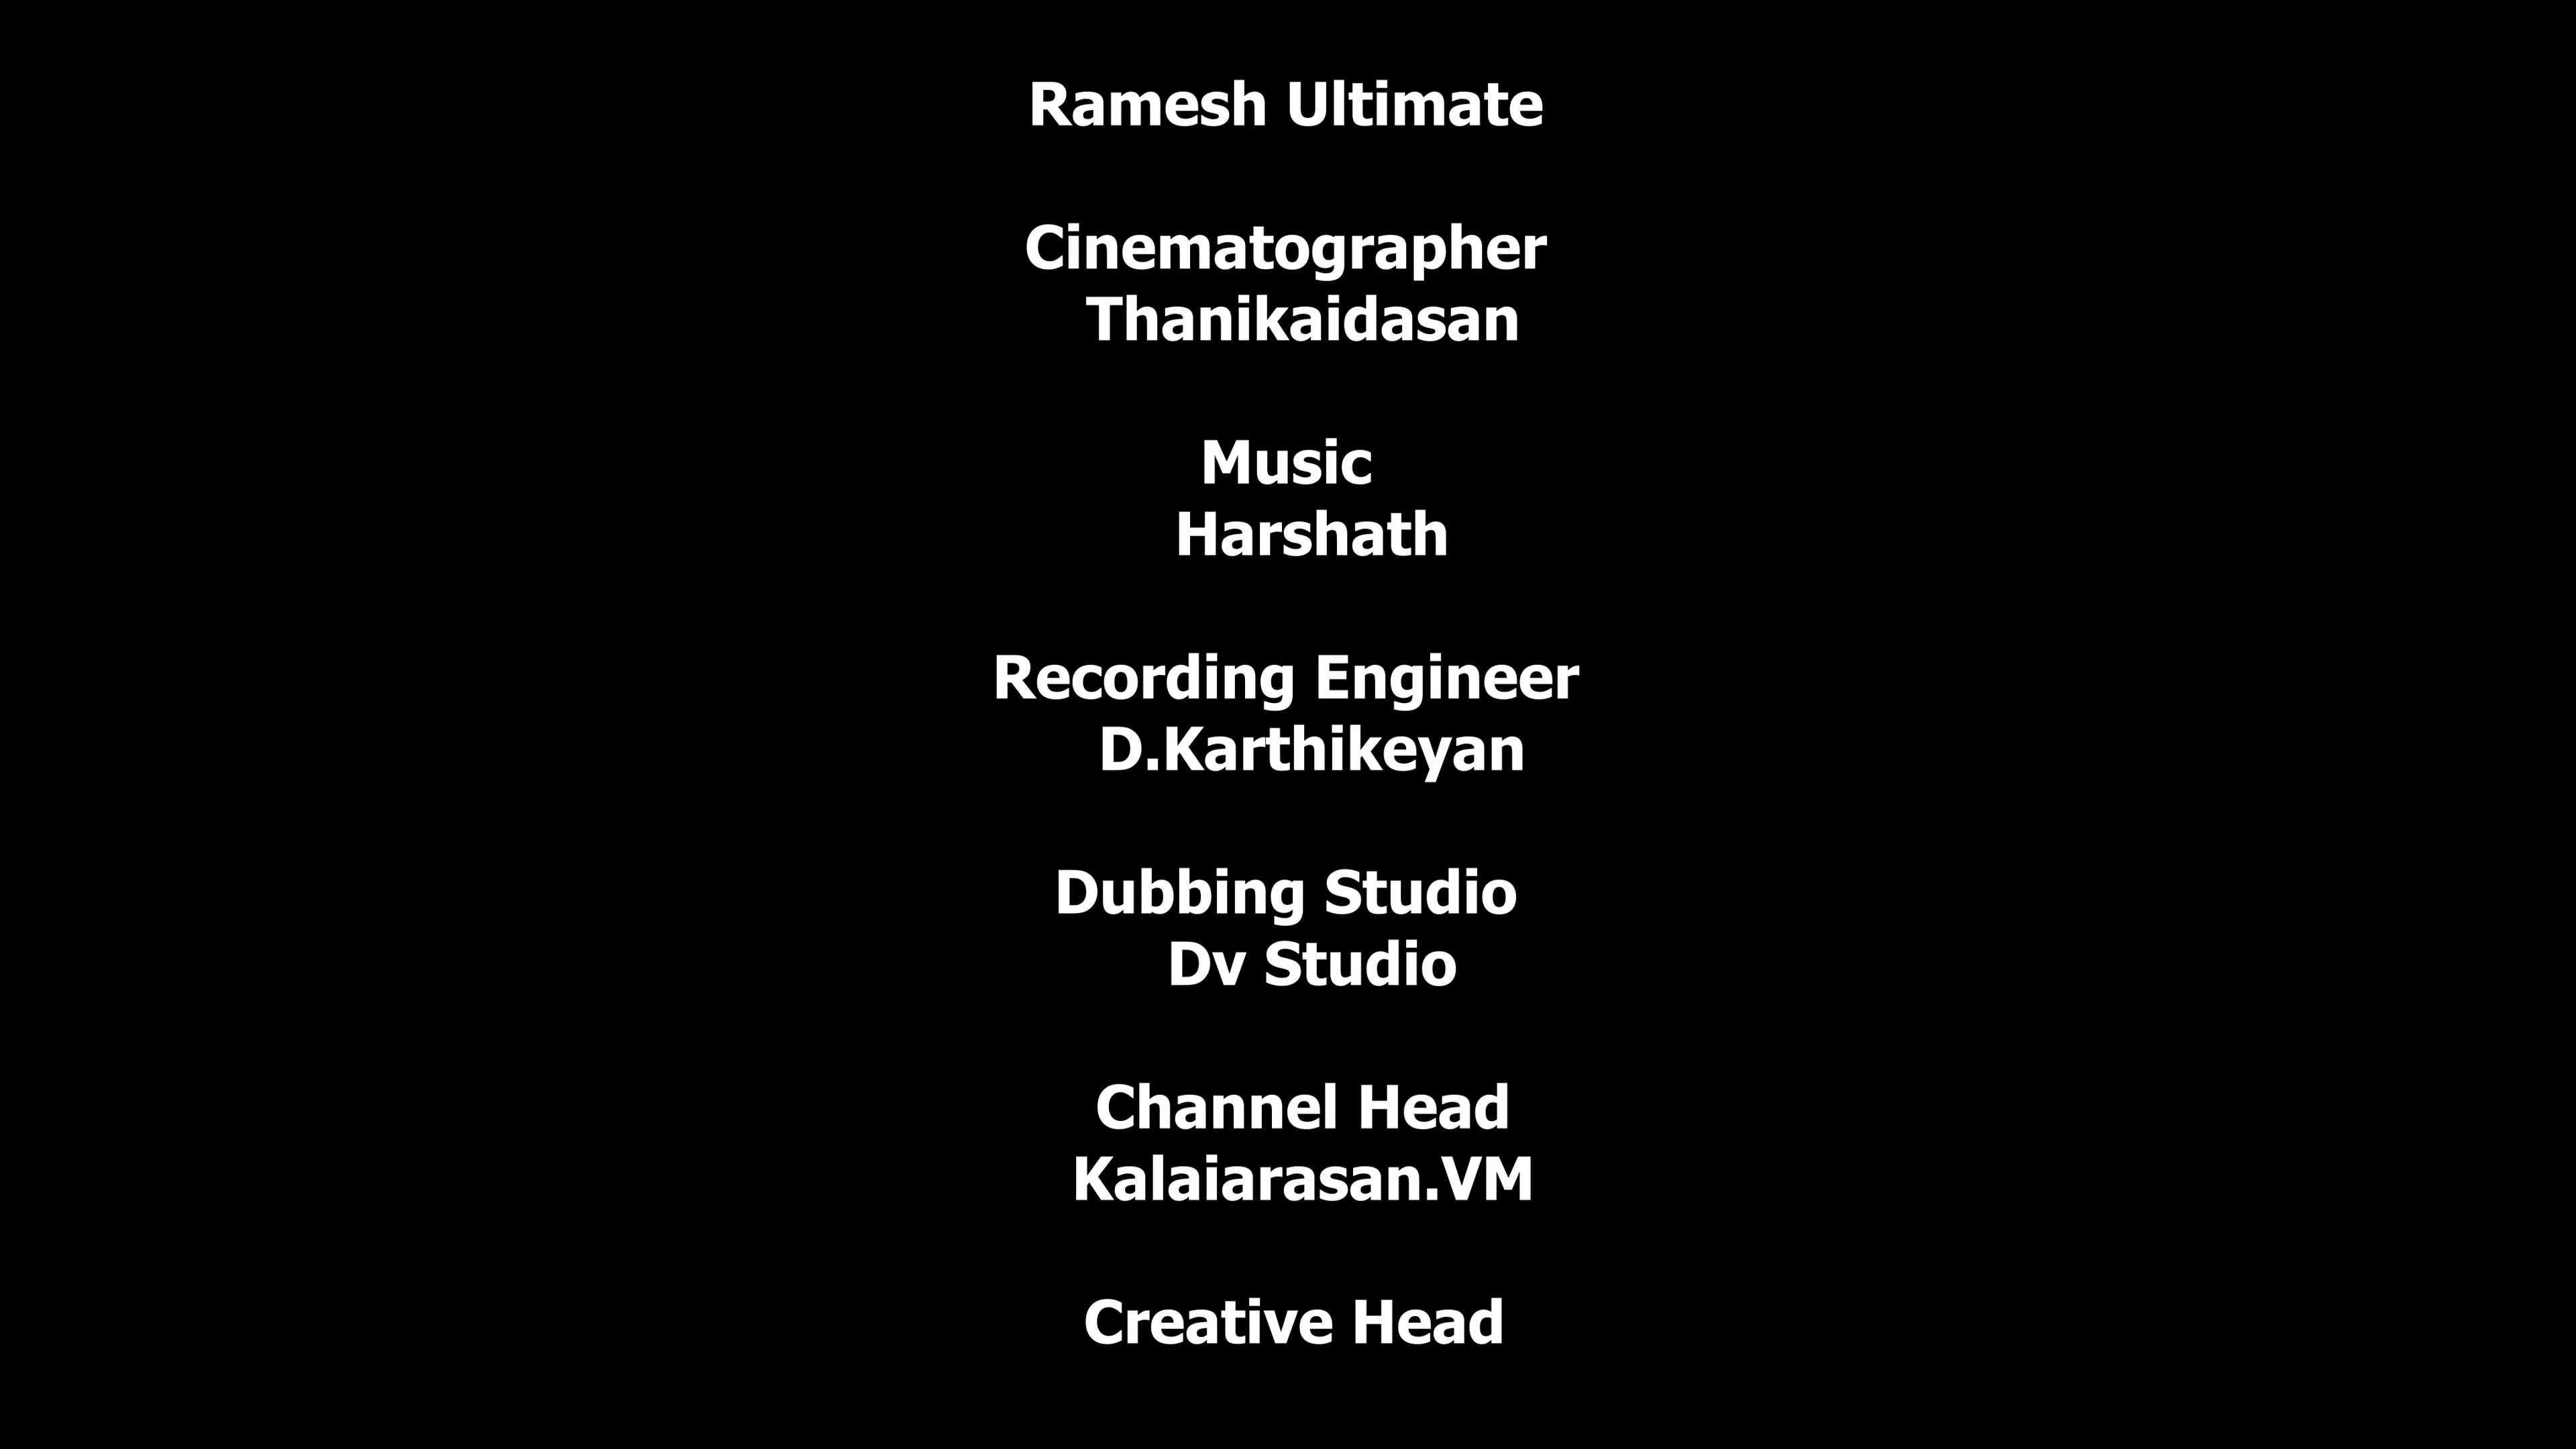 Ramesh Ultimate
Cinematographer
Thanikaidasan
Music
Harshath
Recording Engineer
D.Karthikeyan
Dubbing Studio
Dv Studio
Channel Head
Kalaiarasan.VM
Creative Head